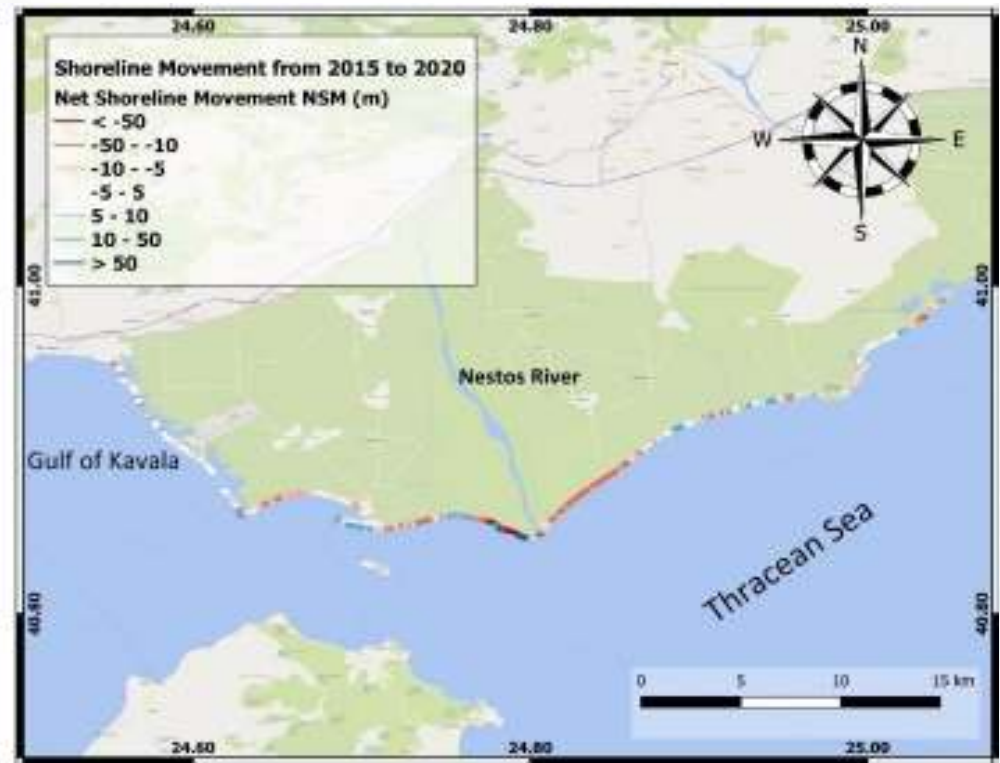 24.60 24.80 25.00
Shoreline Movement from 2015 to 2020
Net Shoreline Movement NSM (m)
< -50
-50 - -10
-10 - -5
-5 - 5
5 - 10
10 - 50
> 50
N
W E
S
41.00 41.00
Nestos River
Gulf of Kavala
Thracean Sea
40.80 40.80
0 5 10 15 km
24.60 24.80 25.00